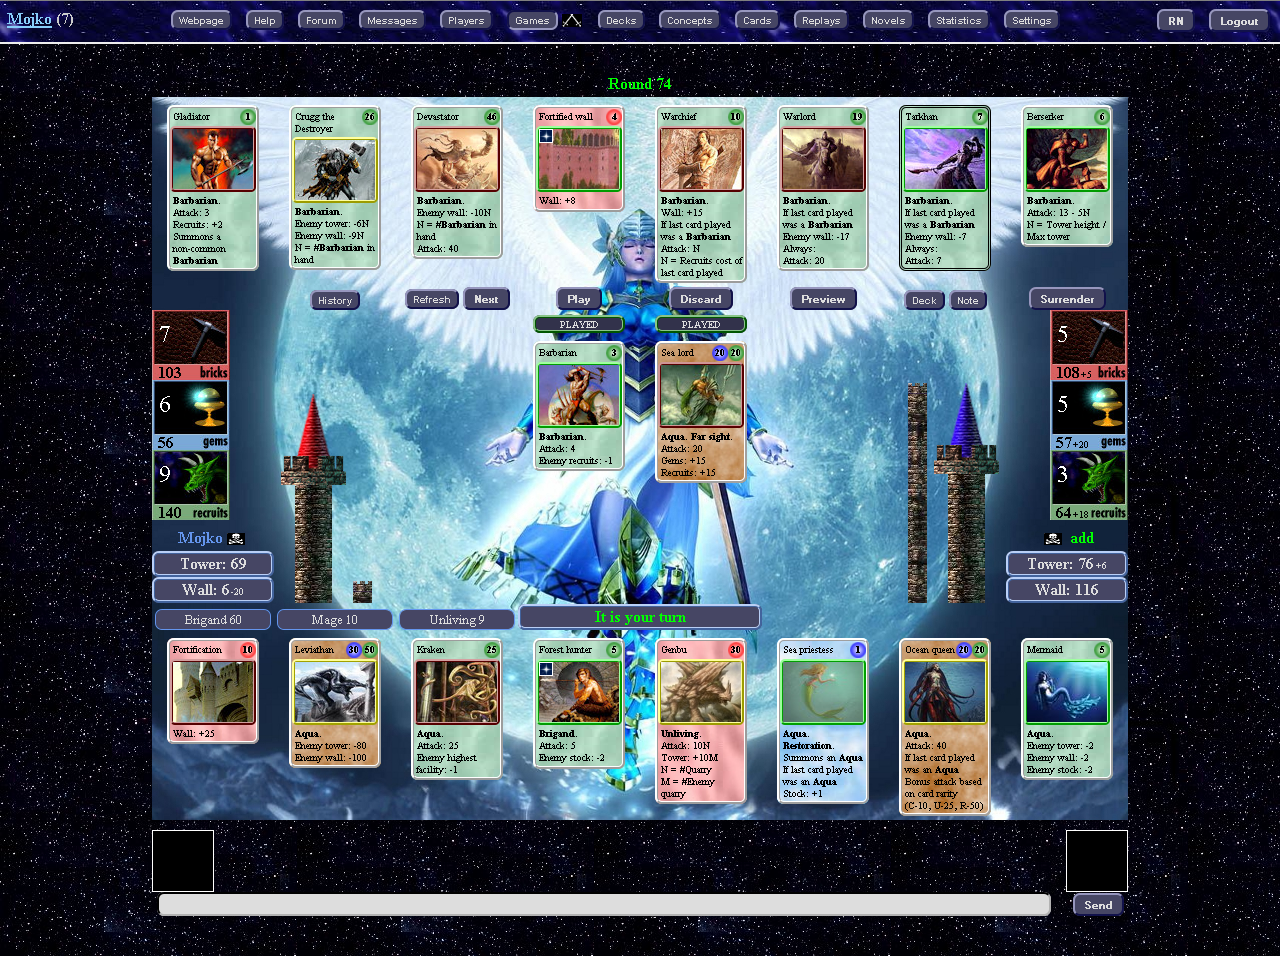 Mojko (7)
Webpage
Help
Forum
Messages
Players
Games
Decks
Concepts
Cards
Replays
Novels
Statistics
Settings
RN
Logout
Round 74
Gladiator 1
Barbarian.
Attack: 3
Recruits: +2
Summons a
non-common
Barbarian
Crugg the 26
Destroyer
Barbarian.
Enemy tower: -6N
Enemy wall: -9N
N = #Barbarian in
hand
Devastator 46
Barbarian.
Enemy wall: -10N
N = #Barbarian in
hand
Attack: 40
Fortified wall 4
Wall: +8
Warchief 10
Barbarian.
Wall: +15
If last card played
was a Barbarian
Attack: N
N = Recruits cost of
last card played
Warlord 19
Barbarian.
If last card played
was a Barbarian
Enemy wall: -17
Always:
Attack: 20
Tarkhan 7
Barbarian.
If last card played
was a Barbarian
Enemy wall: -7
Always:
Attack: 7
Berserker 6
Barbarian.
Attack: 13 - 5N
N = Tower height /
Max tower
History
Refresh
Next
Play
Discard
Preview
Deck
Note
Surrender
PLAYED
PLAYED
Barbarian 3
Barbarian.
Attack: 4
Enemy recruits: -1
Sea lord 20 20
Aqua. Far sight.
Attack: 20
Gems: +15
Recruits: +15
7
103 bricks
6
56 gems
9
140 recruits
Mojko
Tower: 69
Wall: 6 -20
5
108+5 bricks
5
57+20 gems
3
64+18 recruits
add
Tower: 76 +6
Wall: 116
Brigand 60
Mage 10
Unliving 9
It is your turn
Fortification 10
Wall: +25
Leviathan 30 50
Aqua.
Enemy tower: -80
Enemy wall: -100
Kraken 25
Aqua.
Attack: 25
Enemy highest
facility: -1
Forest hunter 5
Brigand.
Attack: 5
Enemy stock: -2
Genbu 30
Unliving.
Attack: 10N
Tower: +10M
N = #Quarry
M = #Enemy
quarry
Sea priestess 1
Aqua.
Restoration.
Summons an Aqua
If last card played
was an Aqua
Stock: +1
Ocean queen 20 20
Aqua.
Attack: 40
If last card played
was an Aqua
Bonus attack based
on card rarity
(C-10, U-25, R-50)
Mermaid 5
Aqua.
Enemy tower: -2
Enemy wall: -2
Enemy stock: -2
Send